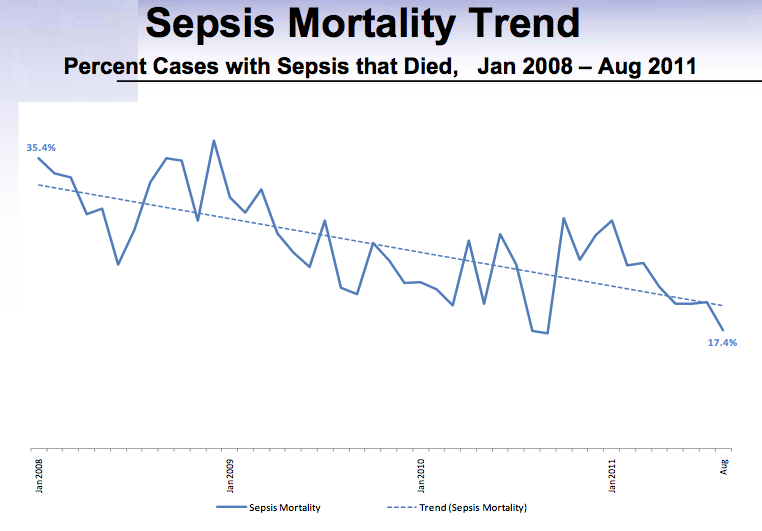 Sepsis Mortality Trend
Percent Cases with Sepsis that Died, Jan 2008 – Aug 2011
35.4%
17.4%
Jan 2008
Jan 2009
Jan 2010
Jan 2011
Aug
Sepsis Mortality
Trend (Sepsis Mortality)